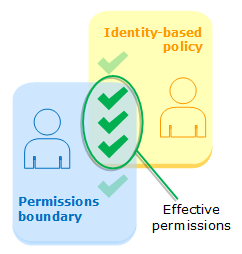 Identity-based
policy
Permissions
boundary
Effective
permissions